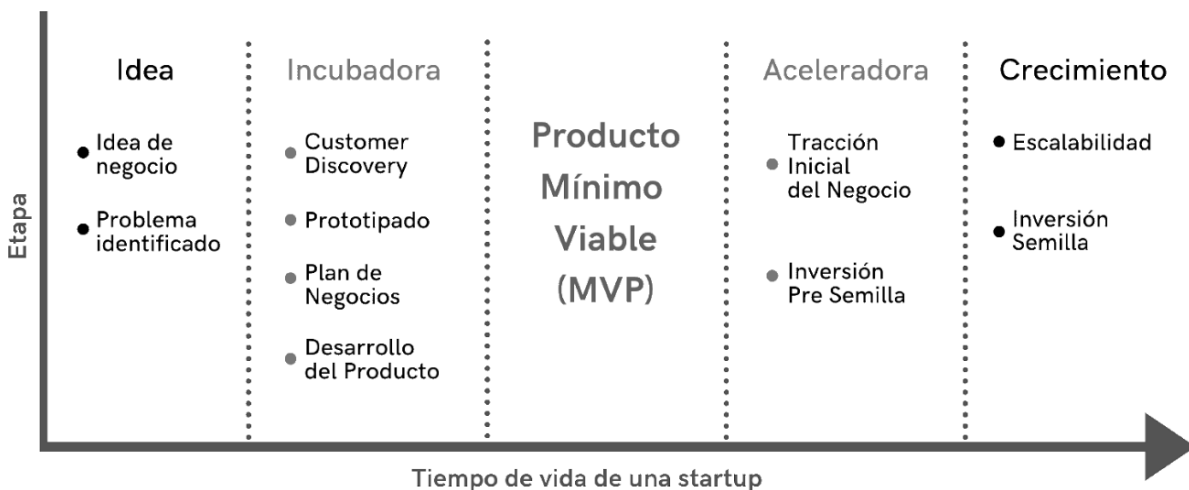 Idea
Idea de
negocio
Problema
identificado
Incubadora
Customer
Discovery
Prototipado
Plan de
Negocios
Desarrollo
del Producto
Producto
Mínimo
Viable
(MVP)
Aceleradora
Tracción
Inicial
del Negocio
Inversión
Pre Semilla
Crecimiento
Escalabilidad
Inversión
Semilla
Etapa
Tiempo de vida de una startup